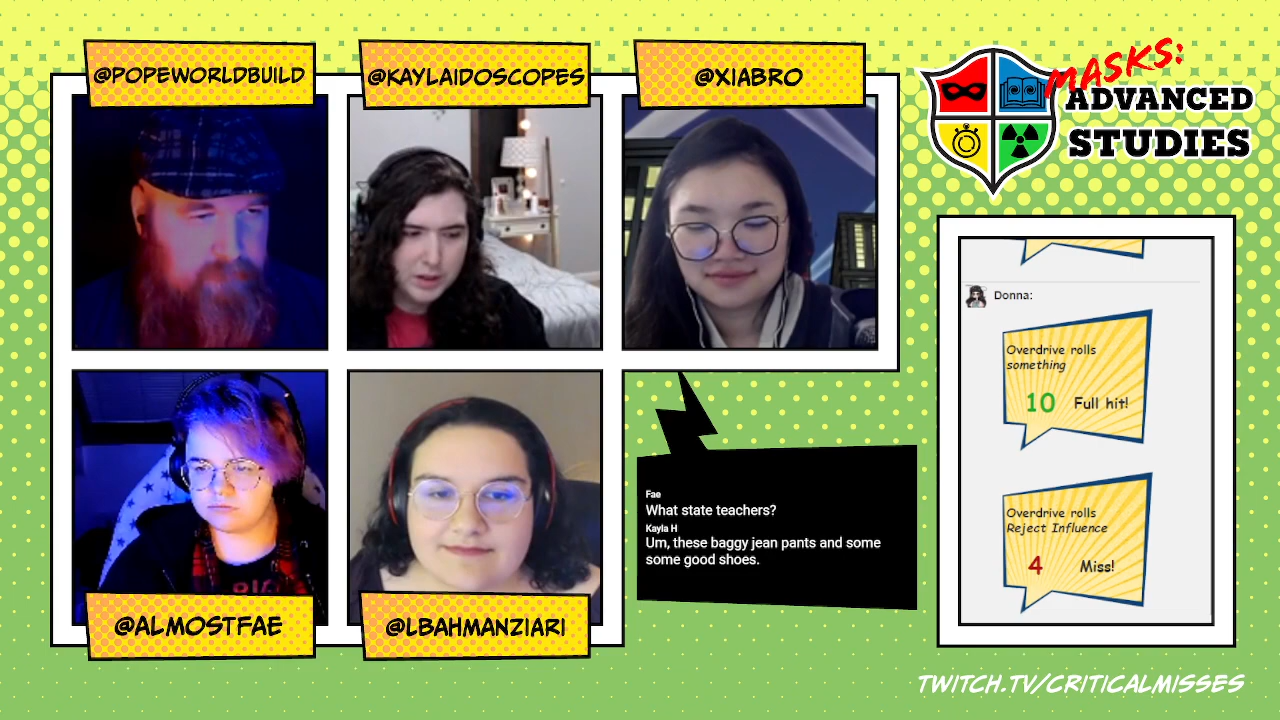 @POPEWORLDBUILD
@KAYLAIDOSCOPES
@XIABRO
MASKS:
ADVANCED
STUDIES
Donna:
Overdrive rolls
something
10 Full hit!
Overdrive rolls
Reject Influence
4 Miss!
Fae
What state teachers?
Kayla H
Um, these baggy jean pants and some
some good shoes.
@ALMOSTFAE
@LBAHMANZIARI
TWITCH.TV/CRITICALMISSES